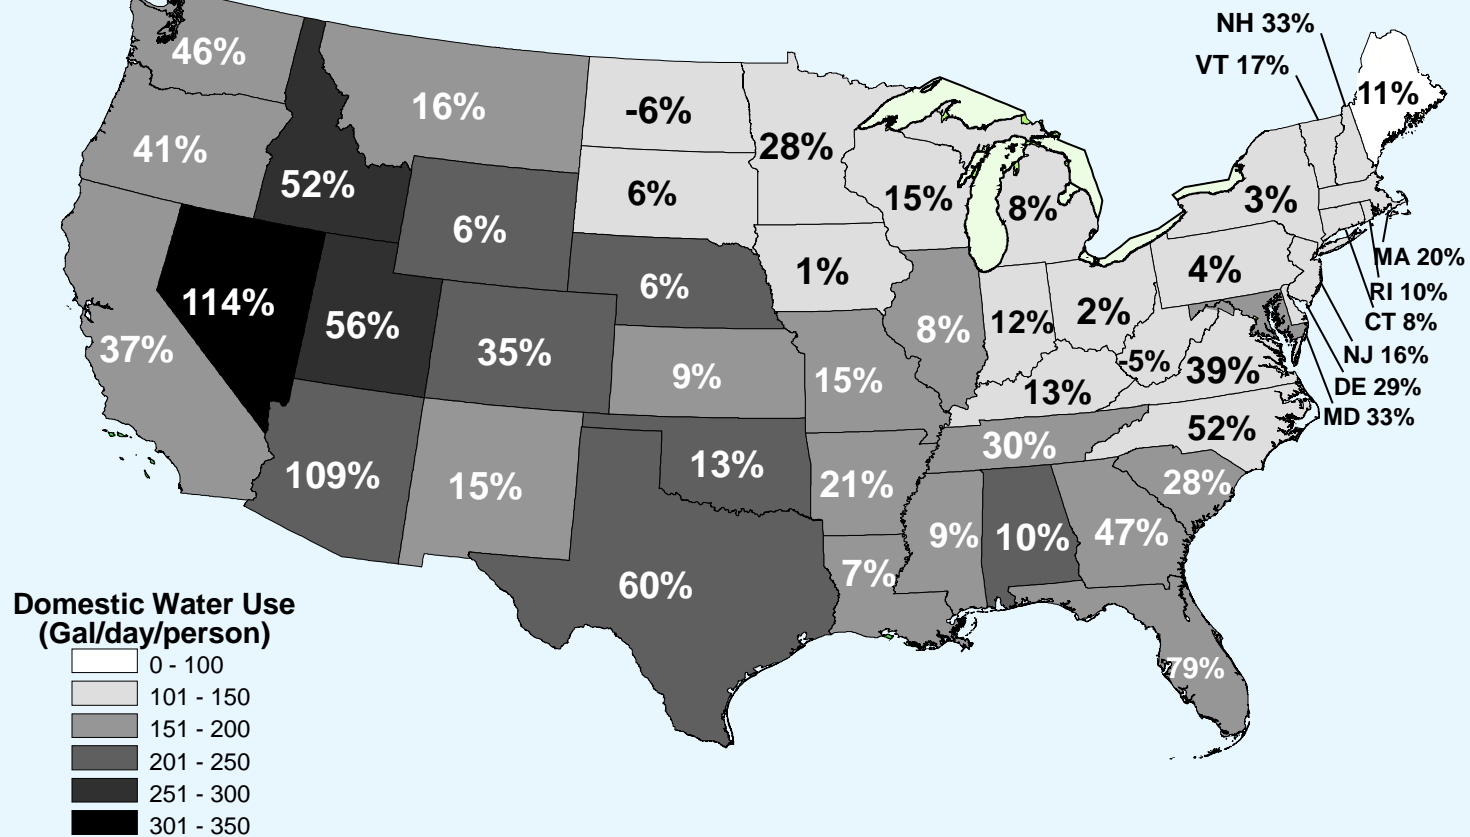 NH 33%
46%
VT 17%
11%
16%
-6%
28%
41%
52%
6%
15%
8%
3%
6%
MA 20%
1%
4%
6%
RI 10%
114%
56%
12%
2%
CT 8%
8%
37%
35%
-5%
NJ 16%
9%
15%
39%
DE 29%
13%
MD 33%
52%
30%
109%
15%
13%
21%
28%
9%
10%
47%
7%
60%
79%
Domestic Water Use
(Gal/day/person)
0 - 100
101 - 150
151 - 200
201 - 250
251 - 300
301 - 350